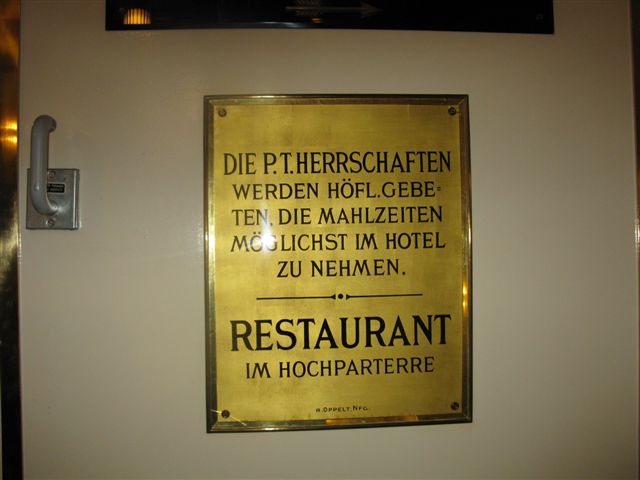 DIE P.T. HERRSCHAFTEN
WERDEN HÖFL. GEBE=
TEN, DIE MAHLZEITEN
MÖGLICHST IM HOTEL
ZU NEHMEN.
RESTAURANT
IM HOCHPARTERRE
R. OPPELT NFG.